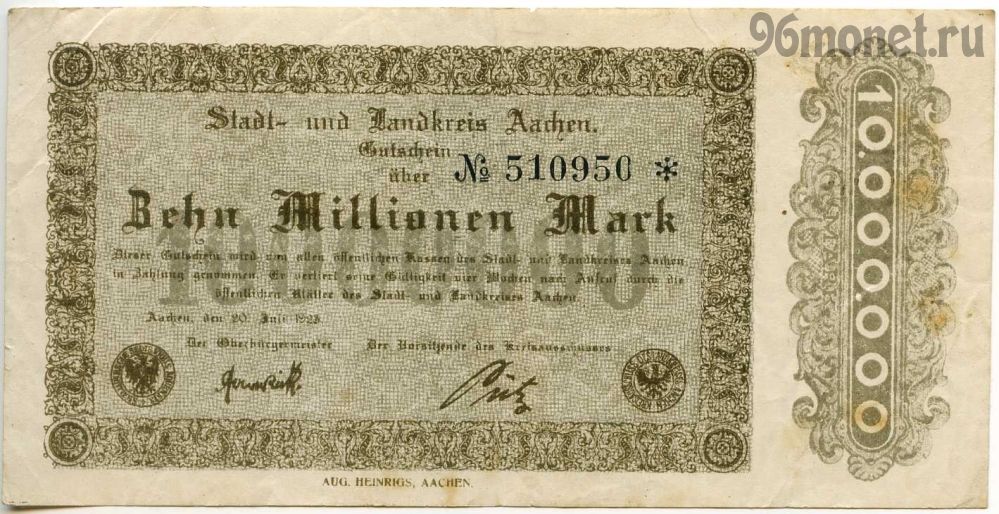 96monet.ru
Stadt- und Landkreis Aachen.
Gutschein
über № 510950 *
Zehn Millionen Mark
10000000
Dieser Gutschein wird von allen öffentlichen Kassen des Stadt- und Landkreises Aachen
in Zahlung genommen. Er verliert seine Gültigkeit vier Wochen nach Aufruf durch die
öffentlichen Blätter des Stadt- und Landkreises Aachen.
Aachen, den 20. Juli 1923.
Der Oberbürgermeister Der Vorsitzende des Kreisausschusses
AUG. HEINRIGS, AACHEN.
10.000.000
MARK